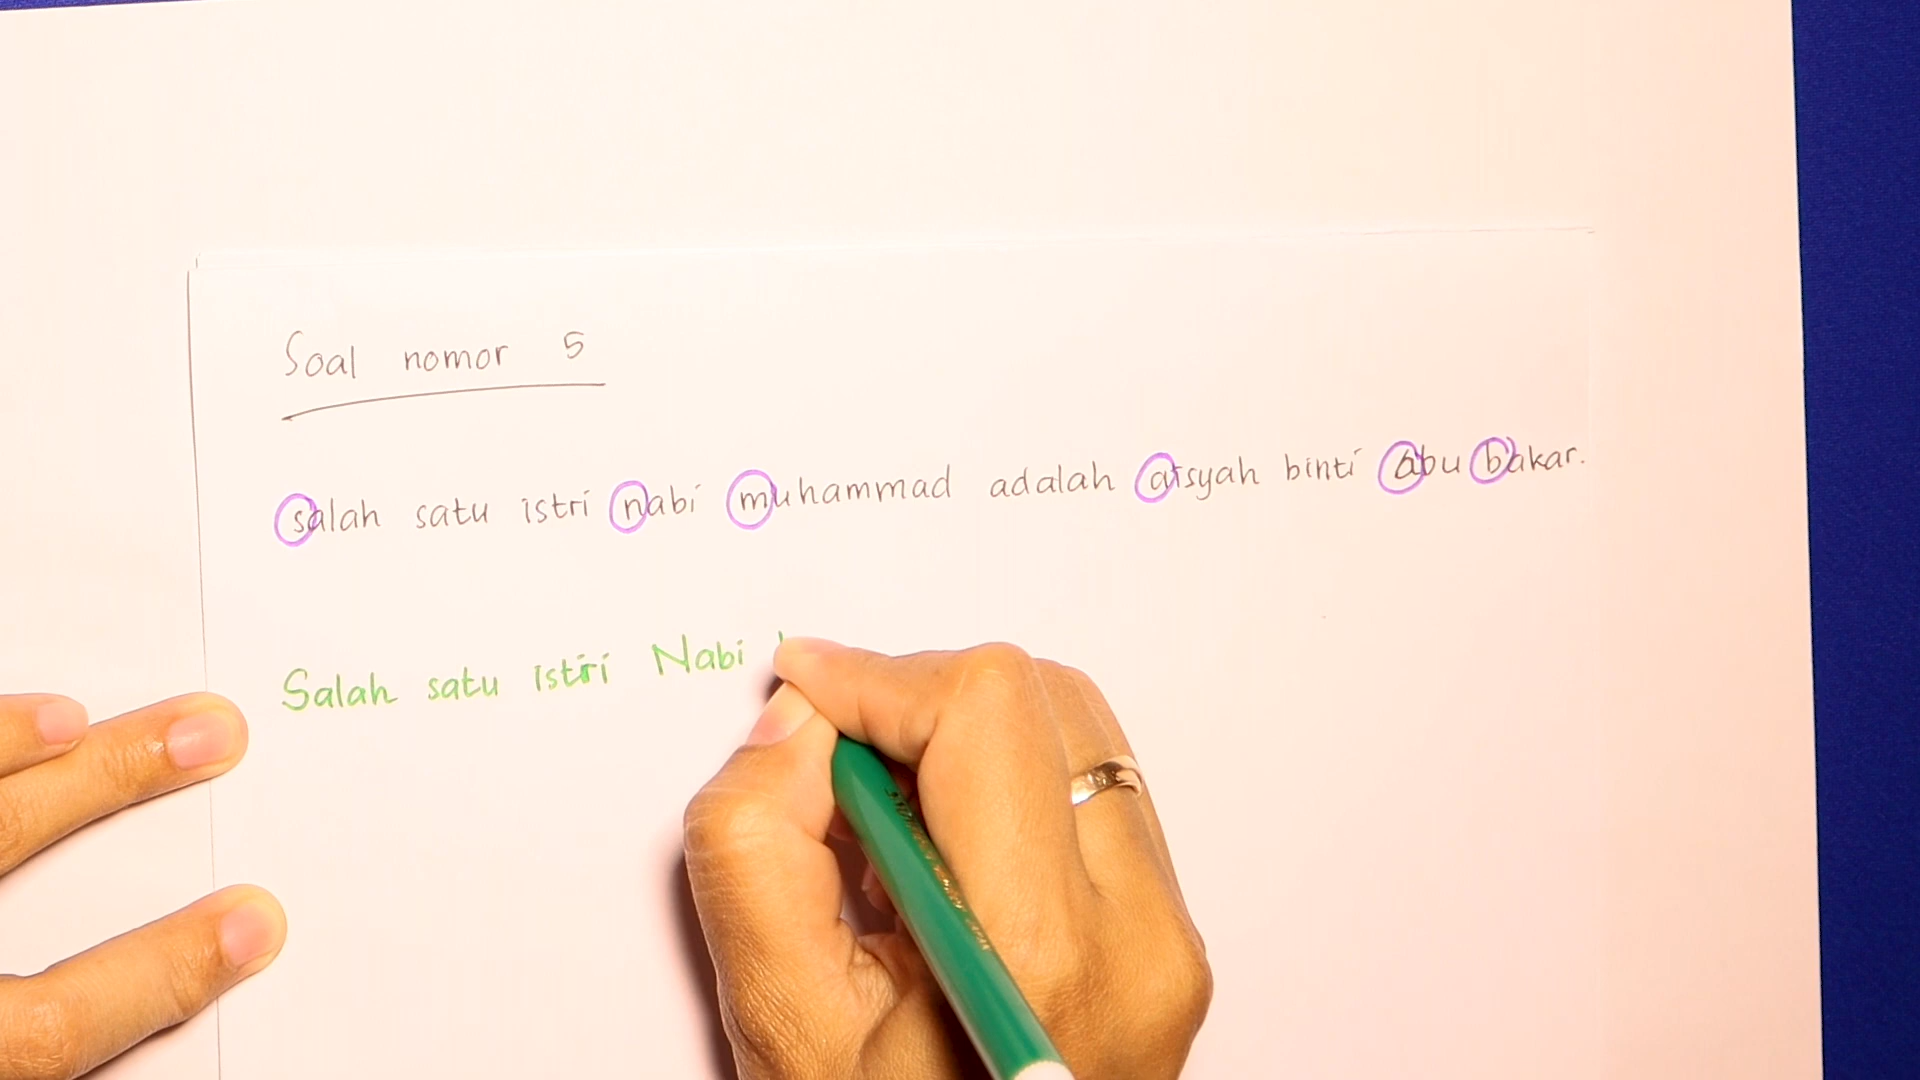 Soal nomor 5
salah satu istri nabi muhammad adalah aisyah binti abu bakar.
Salah satu istri Nabi